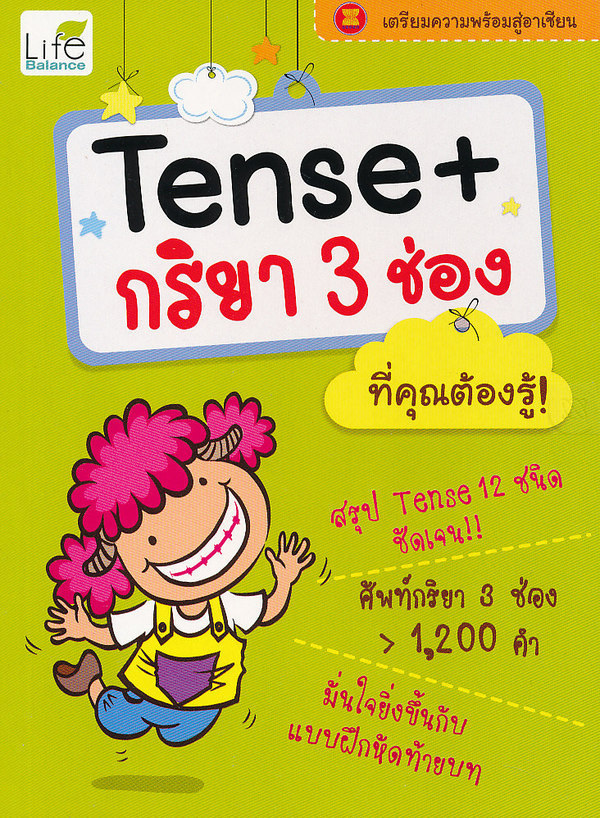 Life
Balance
เตรียมความพร้อมสู่อาเซียน
Tense+
กริยา 3 ช่อง
ที่คุณต้องรู้!
สรุป Tense 12 ชนิด
ชัดเจน!!
ศัพท์กริยา 3 ช่อง
> 1,200 คำ
มั่นใจยิ่งขึ้นกับ
แบบฝึกหัดท้ายบท